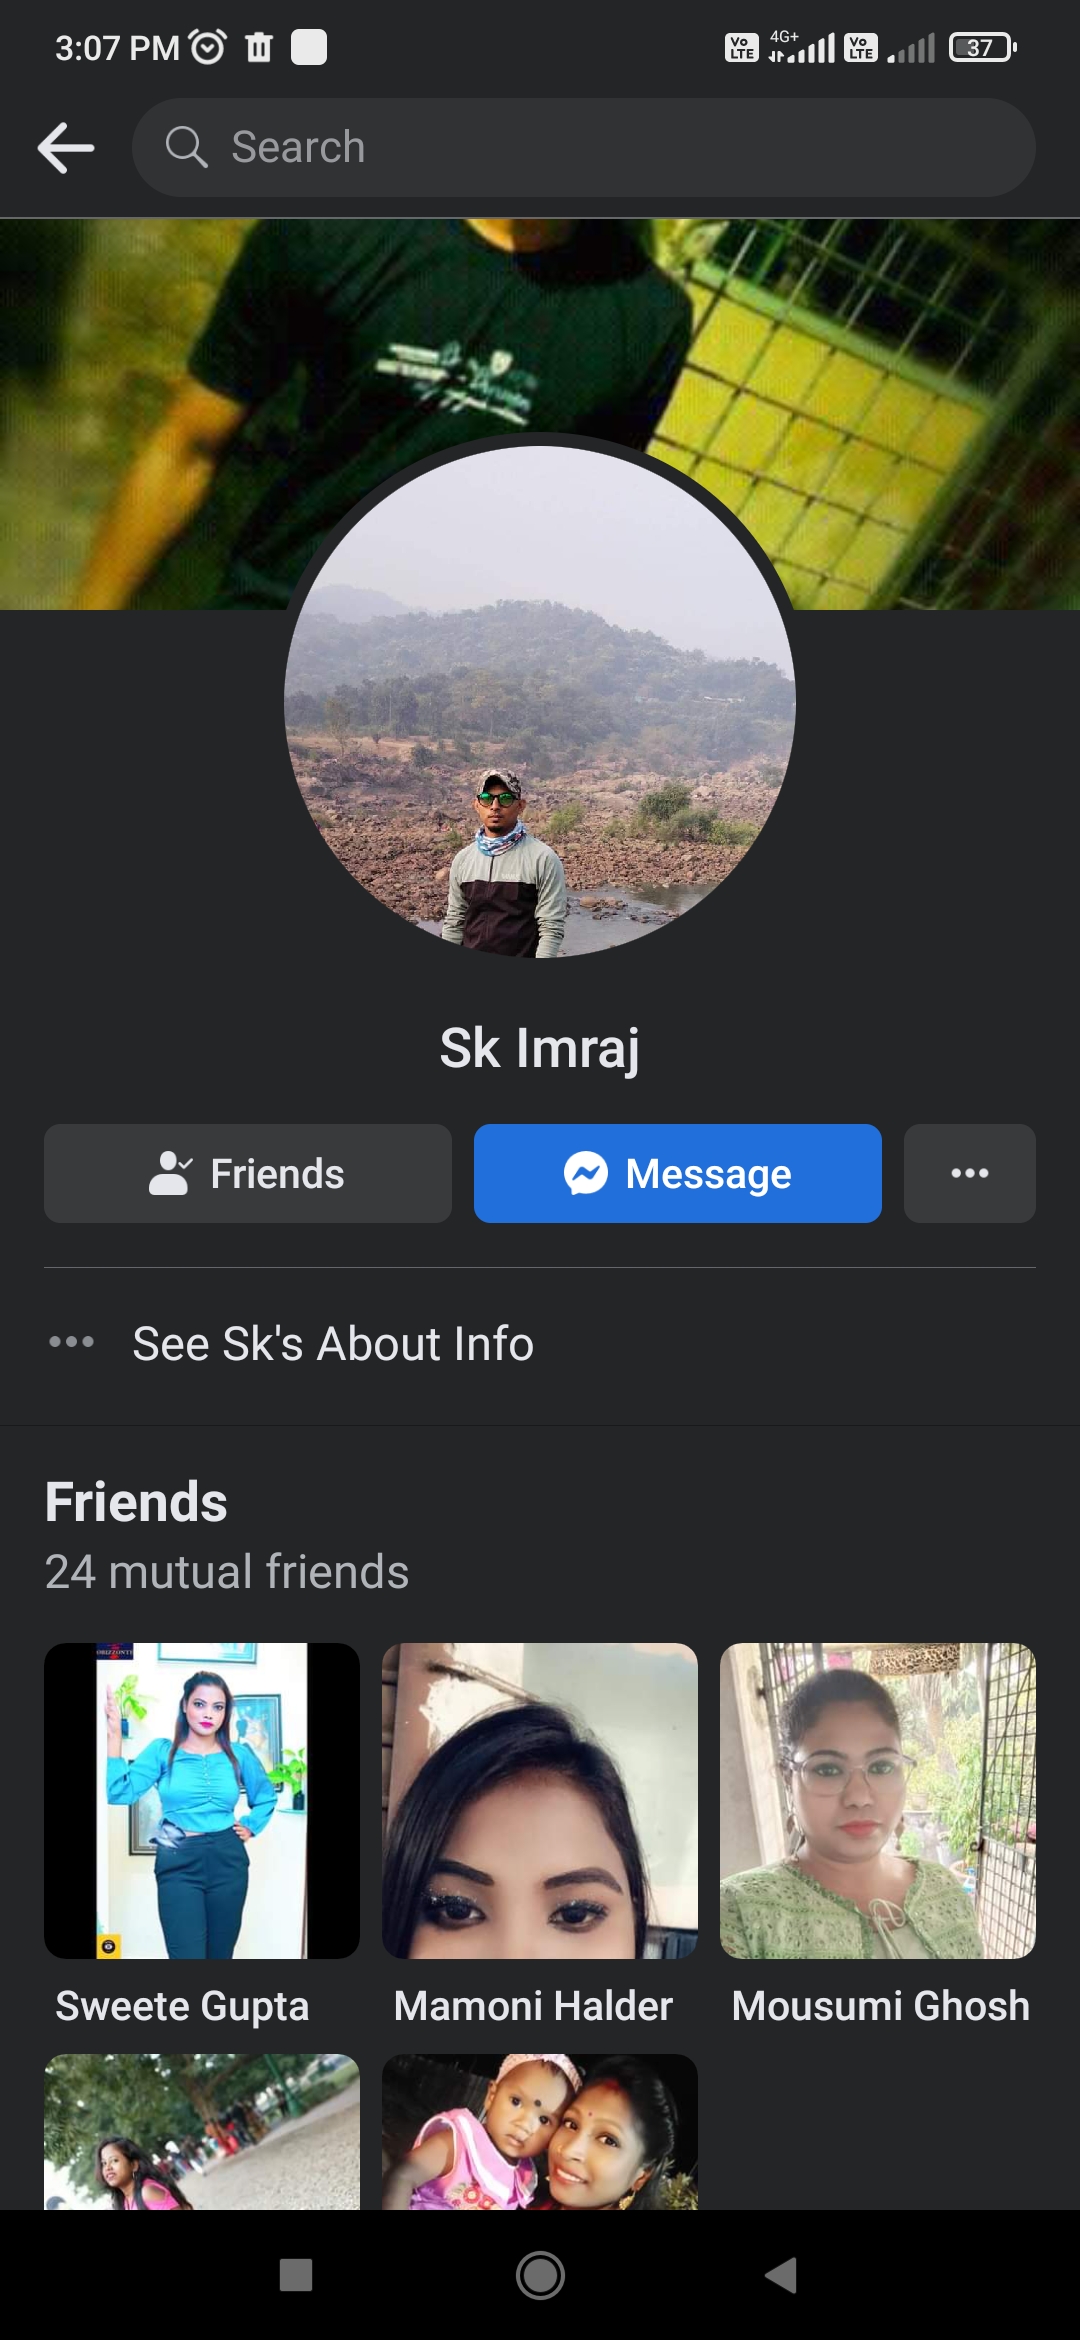 3:07 PM
Vo LTE 4G+ Vo LTE 37
Search
Sk Imraj
Friends
Message
See Sk's About Info
Friends
24 mutual friends
Sweete Gupta
Mamoni Halder
Mousumi Ghosh